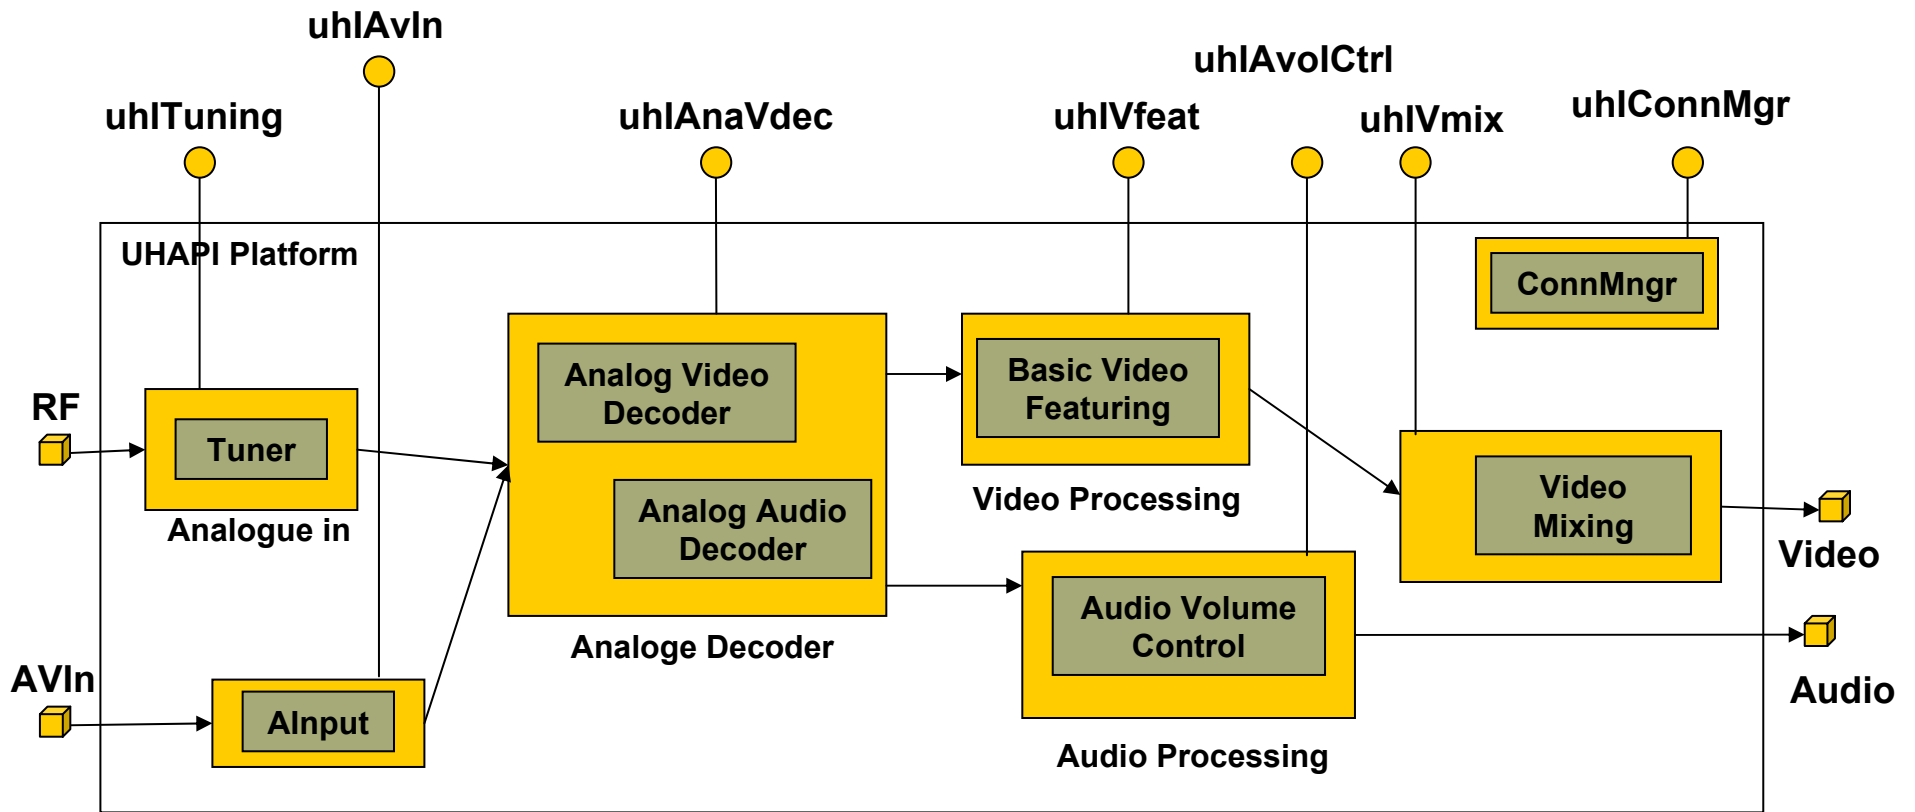 uhIAvIn
uhIAvolCtrl
uhITuning
uhIAnaVdec
uhIVfeat
uhIVmix
uhIConnMgr
UHAPI Platform
ConnMngr
RF
Tuner
Analogue in
Analog Video
Decoder
Analog Audio
Decoder
Analoge Decoder
Basic Video
Featuring
Video Processing
Video
Mixing
Video
AVIn
AInput
Audio Volume
Control
Audio Processing
Audio